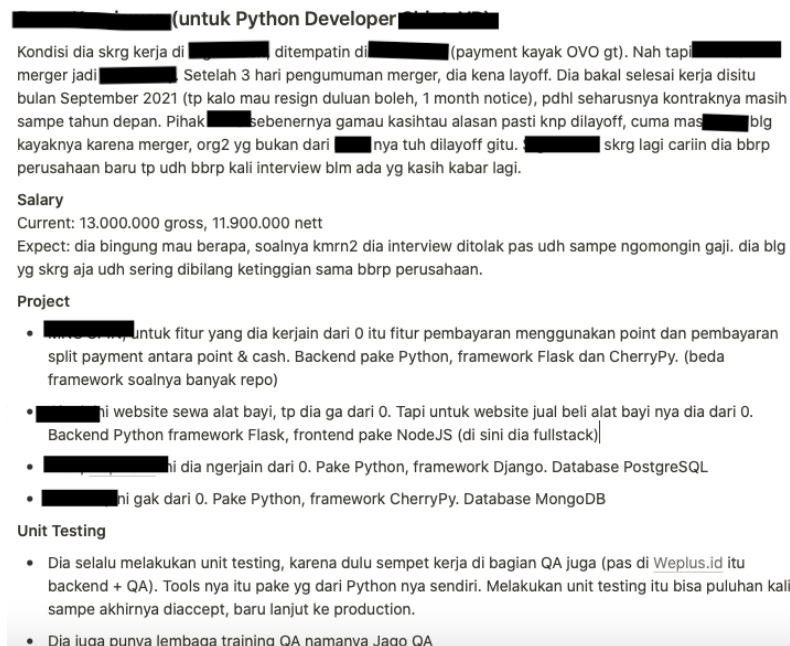 (untuk Python Developer
Kondisi dia skrg kerja di , ditempatin di (payment kayak OVO gt). Nah tapi
merger jadi . Setelah 3 hari pengumuman merger, dia kena layoff. Dia bakal selesai kerja disitu
bulan September 2021 (tp kalo mau resign duluan boleh, 1 month notice), pdhl seharusnya kontraknya masih
sampe tahun depan. Pihak sebenernya gamau kasihtau alasan pasti knp dilayoff, cuma mas blg
kayaknya karena merger, org2 yg bukan dari nya tuh dilayoff gitu. skrg lagi cariin dia bbrp
perusahaan baru tp udh bbrp kali interview blm ada yg kasih kabar lagi.
Salary
Current: 13.000.000 gross, 11.900.000 nett
Expect: dia bingung mau berapa, soalnya kmrn2 dia interview ditolak pas udh sampe ngomongin gaji. dia blg
yg skrg aja udh sering dibilang ketinggian sama bbrp perusahaan.
Project
• untuk fitur yang dia kerjain dari 0 itu fitur pembayaran menggunakan point dan pembayaran
split payment antara point & cash. Backend pake Python, framework Flask dan CherryPy. (beda
framework soalnya banyak repo)
• ni website sewa alat bayi, tp dia ga dari 0. Tapi untuk website jual beli alat bayi nya dia dari 0.
Backend Python framework Flask, frontend pake NodeJS (di sini dia fullstack)
• ni dia ngerjain dari 0. Pake Python, framework Django. Database PostgreSQL
• ni gak dari 0. Pake Python, framework CherryPy. Database MongoDB
Unit Testing
• Dia selalu melakukan unit testing, karena dulu sempet kerja di bagian QA juga (pas di Weplus.id itu
backend + QA). Tools nya itu pake yg dari Python nya sendiri. Melakukan unit testing itu bisa puluhan kali
sampe akhirnya diaccept, baru lanjut ke production.
• Dia juga punya lembaga training QA namanya Jago QA